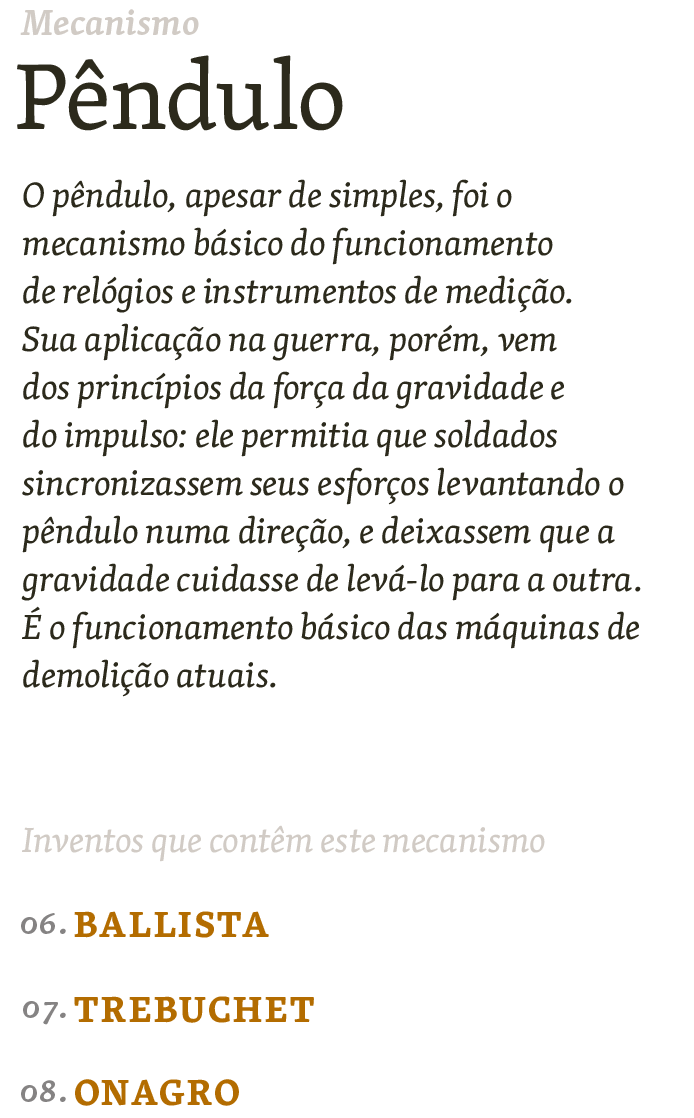 Mecanismo
Pêndulo
O pêndulo, apesar de simples, foi o
mecanismo básico do funcionamento
de relógios e instrumentos de medição.
Sua aplicação na guerra, porém, vem
dos princípios da força da gravidade e
do impulso: ele permitia que soldados
sincronizassem seus esforços levantando o
pêndulo numa direção, e deixassem que a
gravidade cuidasse de levá-lo para a outra.
É o funcionamento básico das máquinas de
demolição atuais.
Inventos que contêm este mecanismo
06. BALLISTA
07. TREBUCHET
08. ONAGRO